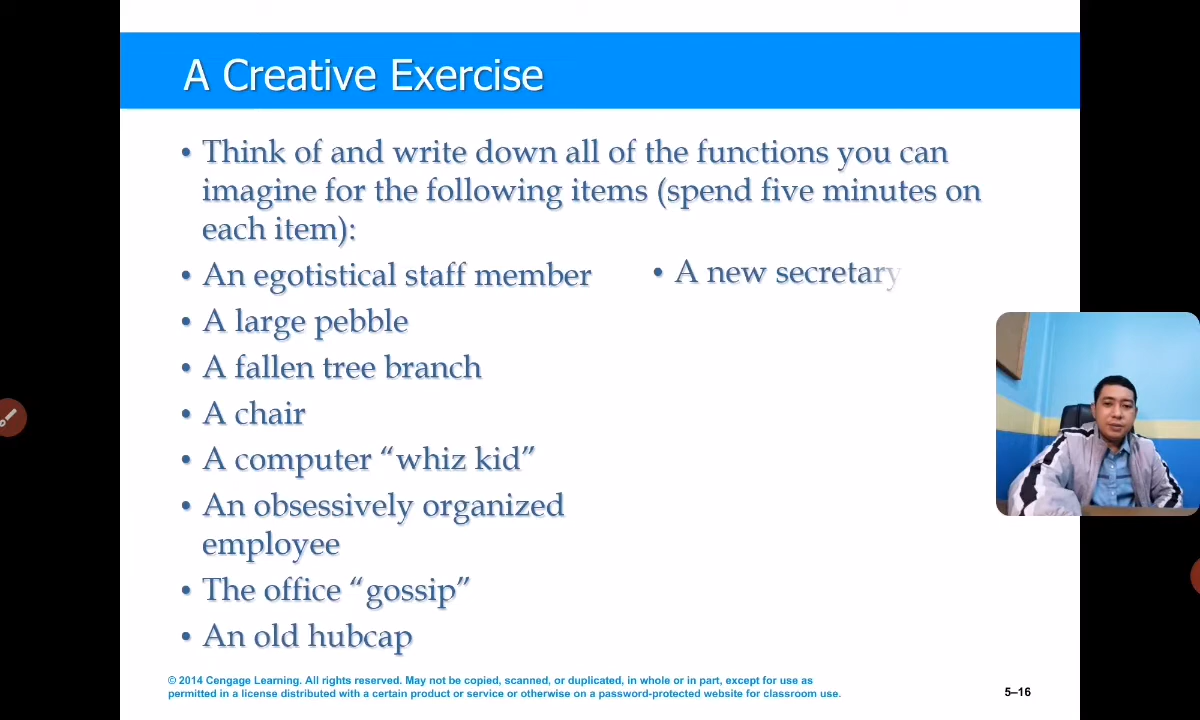 A Creative Exercise
• Think of and write down all of the functions you can
imagine for the following items (spend five minutes on
each item):
• An egotistical staff member
• A large pebble
• A fallen tree branch
• A chair
• A computer “whiz kid”
• An obsessively organized
employee
• The office “gossip”
• An old hubcap
• A new secretary
© 2014 Cengage Learning. All rights reserved. May not be copied, scanned, or duplicated, in whole or in part, except for use as
permitted in a license distributed with a certain product or service or otherwise on a password-protected website for classroom use.
5–16